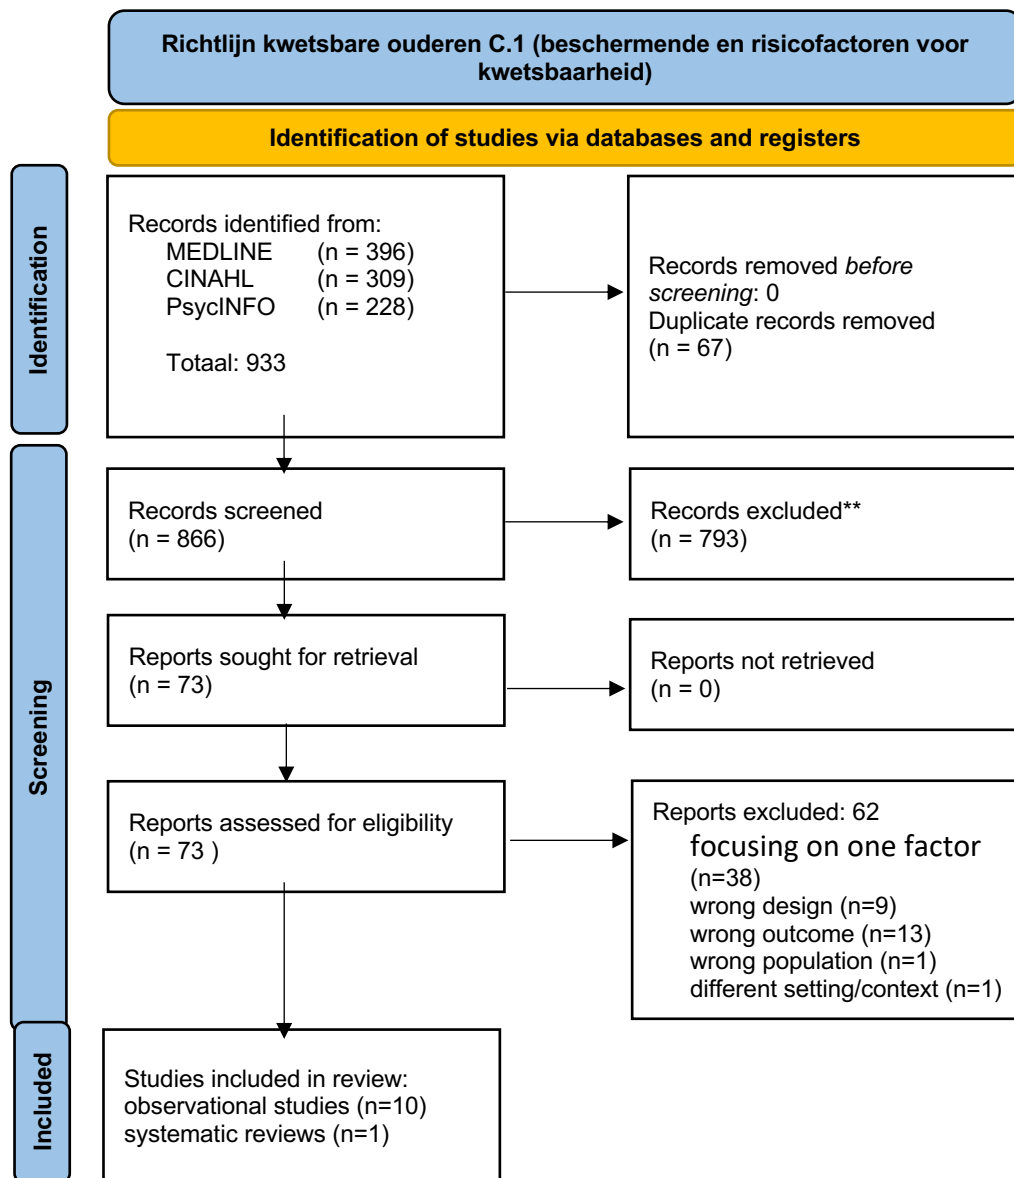 Richtlijn kwetsbare ouderen C.1 (beschermende en risicofactoren voor
kwetsbaarheid)
Identification of studies via databases and registers
Identification
Records identified from:
MEDLINE (n = 396)
CINAHL (n = 309)
PsycINFO (n = 228)
Totaal: 933
Records removed before
screening: 0
Duplicate records removed
(n = 67)
Screening
Records screened
(n = 866)
Records excluded**
(n = 793)
Reports sought for retrieval
(n = 73)
Reports not retrieved
(n = 0)
Reports assessed for eligibility
(n = 73 )
Reports excluded: 62
focusing on one factor
(n=38)
wrong design (n=9)
wrong outcome (n=13)
wrong population (n=1)
different setting/context (n=1)
Included
Studies included in review:
observational studies (n=10)
systematic reviews (n=1)